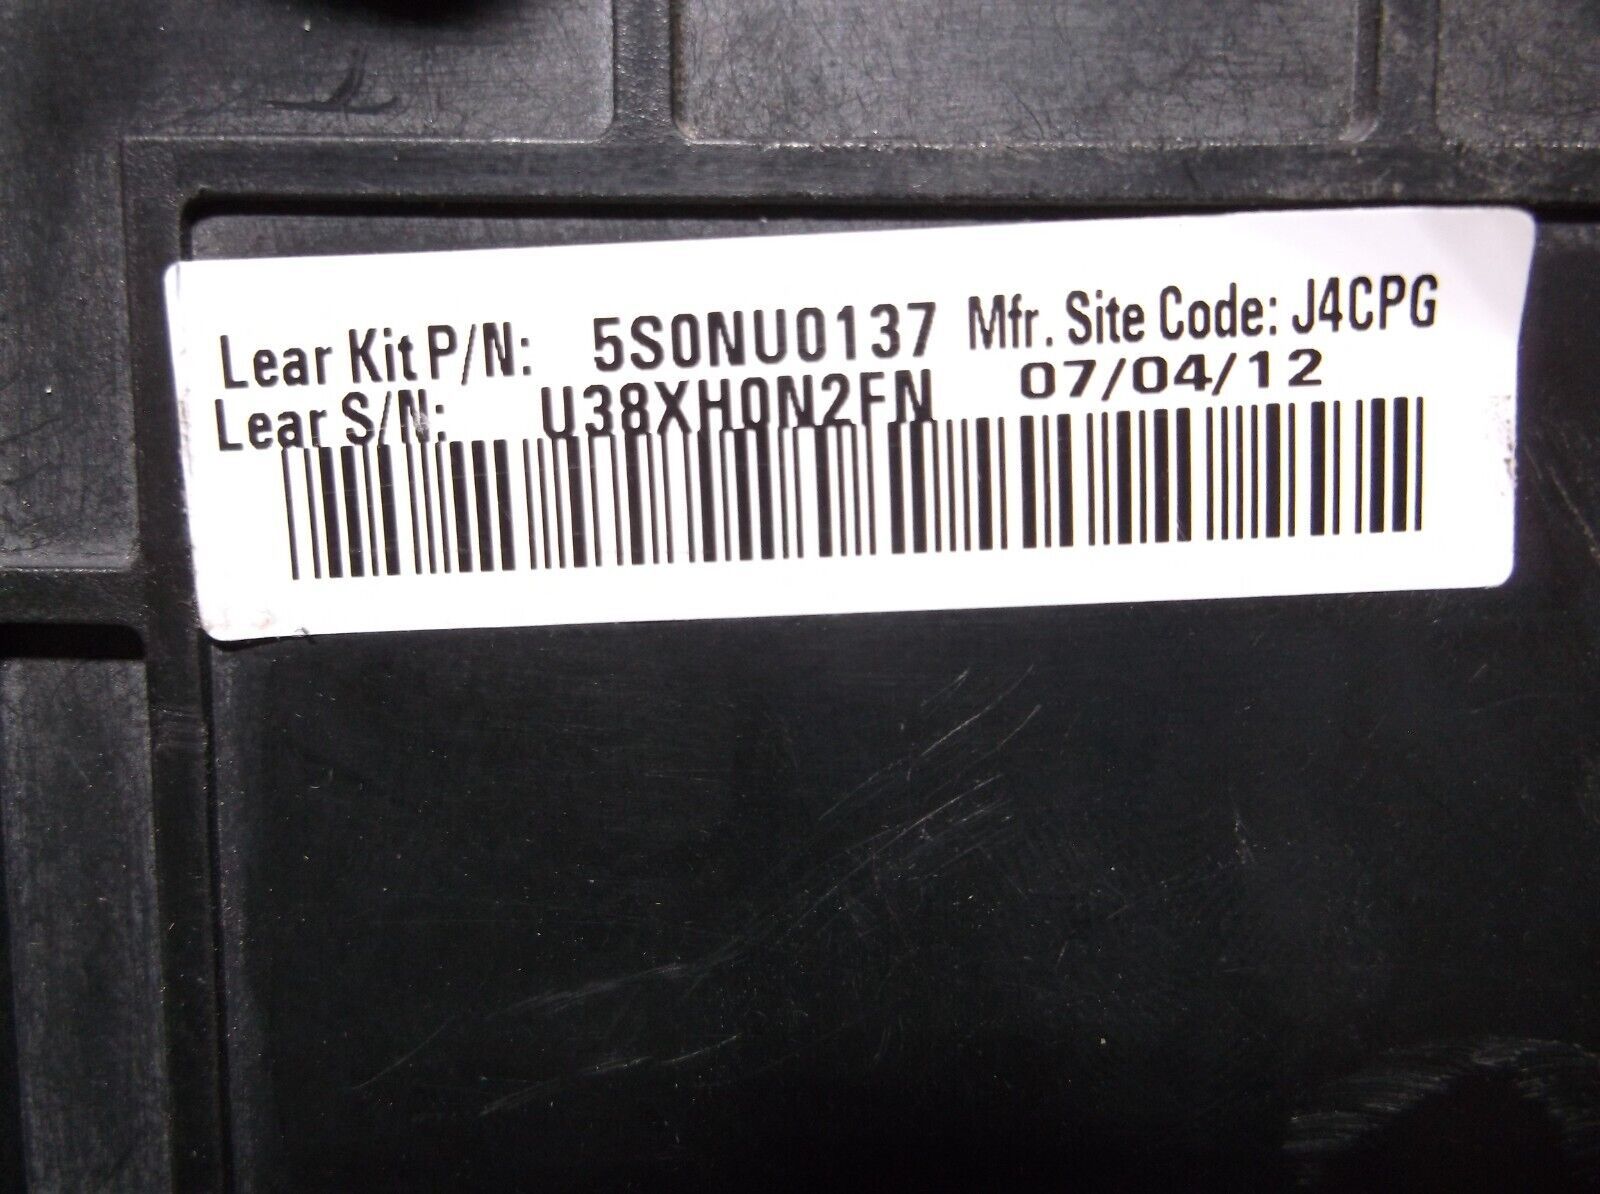 Lear Kit P/N: 5S0NU0137 Mfr. Site Code: J4CPG
Lear S/N: U38XH0N2FN 07/04/12